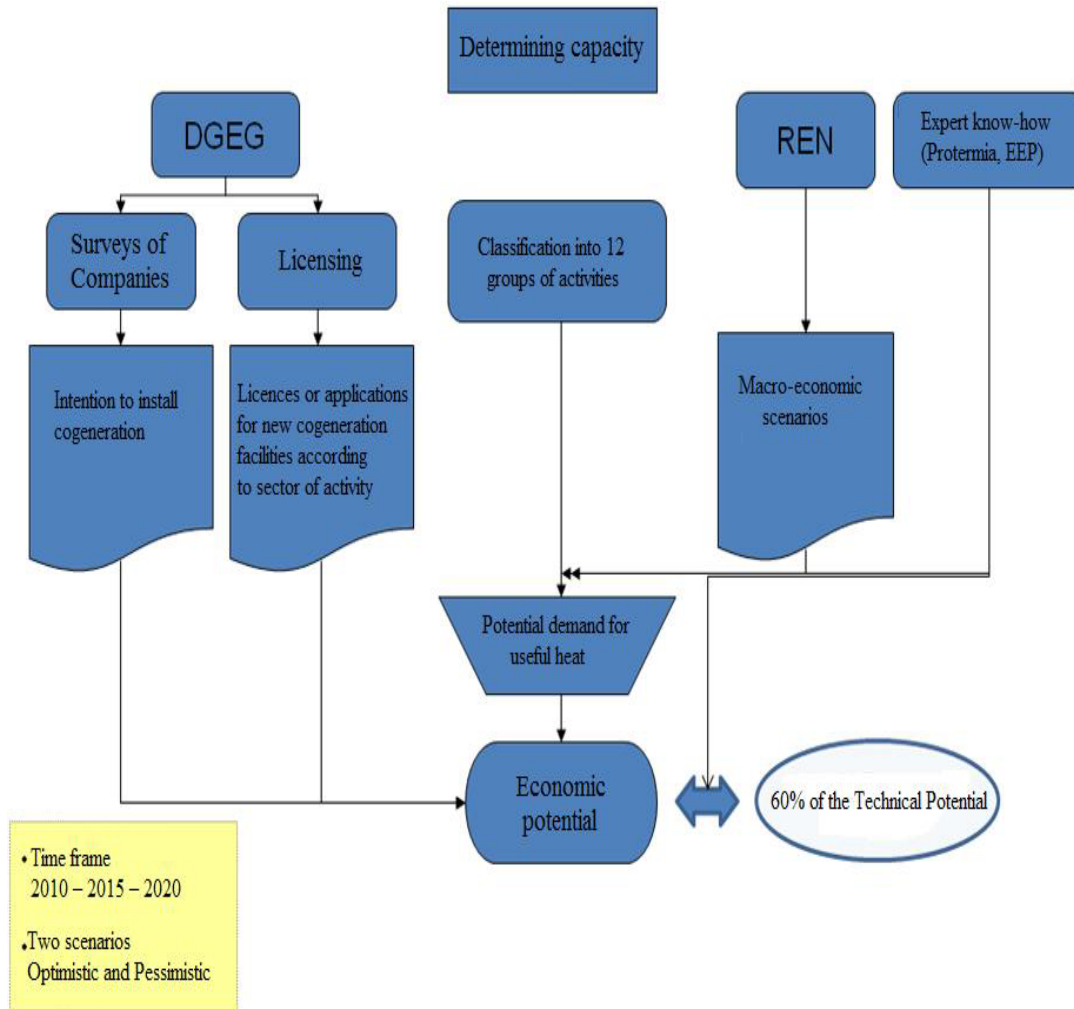 Determining capacity
DGEG
REN
Expert know-how
(Protermia, EEP)
Surveys of
Companies
Licensing
Classification into 12
groups of activities
Intention to install
cogeneration
Licences or applications
for new cogeneration
facilities according
to sector of activity
Macro-economic
scenarios
Potential demand for
useful heat
Economic
potential
60% of the Technical Potential
• Time frame
2010 – 2015 – 2020
• Two scenarios
Optimistic and Pessimistic